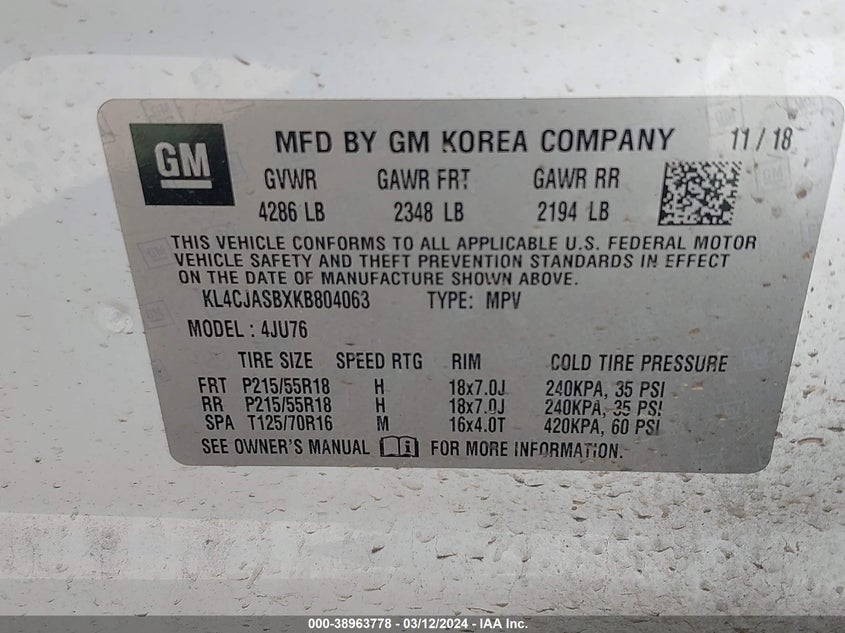 GM MFD BY GM KOREA COMPANY 11/18
GVWR GAWR FRT GAWR RR
4286 LB 2348 LB 2194 LB
THIS VEHICLE CONFORMS TO ALL APPLICABLE U.S. FEDERAL MOTOR
VEHICLE SAFETY AND THEFT PREVENTION STANDARDS IN EFFECT
ON THE DATE OF MANUFACTURE SHOWN ABOVE.
KL4CJASBXKB804063 TYPE: MPV
MODEL : 4JU76
TIRE SIZE SPEED RTG RIM COLD TIRE PRESSURE
FRT P215/55R18 H 18x7.0J 240KPA, 35 PSI
RR P215/55R18 H 18x7.0J 240KPA, 35 PSI
SPA T125/70R16 M 16x4.0T 420KPA, 60 PSI
SEE OWNER'S MANUAL FOR MORE INFORMATION.
000-38963778 - 03/12/2024 - IAA Inc.